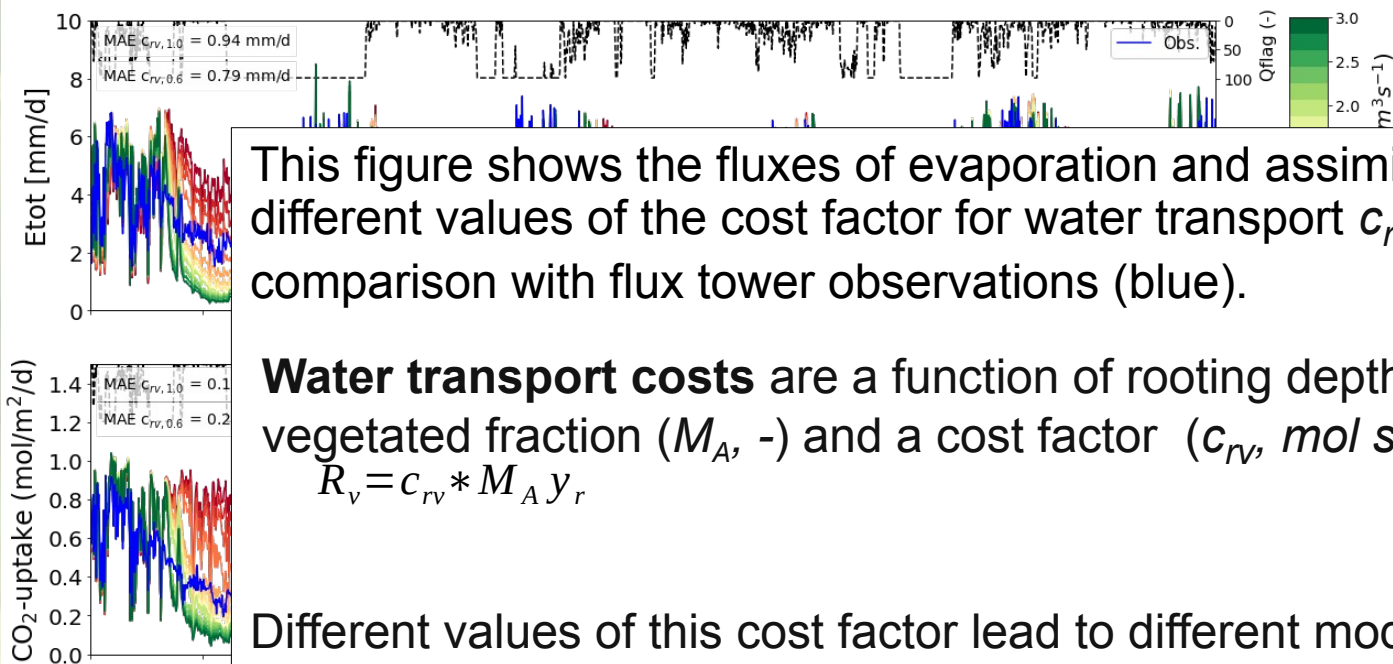 10
MAE c_rv,1.0 = 0.94 mm/d
MAE c_rv,0.6 = 0.79 mm/d
8
6
4
2
0
Etot [mm/d]
Obs.
0
50
100
Qflag (-)
3.0
2.5
2.0
m³s⁻¹)
This figure shows the fluxes of evaporation and
different values of the cost factor for water transport
comparison with flux tower observations (blue).
Water transport costs are a function of rooting depth
vegetated fraction (M_A, -) and a cost factor (c_rv, mol
R_v=c_rv*M_A y_r
Different values of this cost factor lead to different
CO₂-uptake (mol/m²/d)
1.4
MAE c_rv,1.0 =
MAE c_rv,0.6 =
1.2
1.0
0.8
0.6
0.4
0.2
0.0